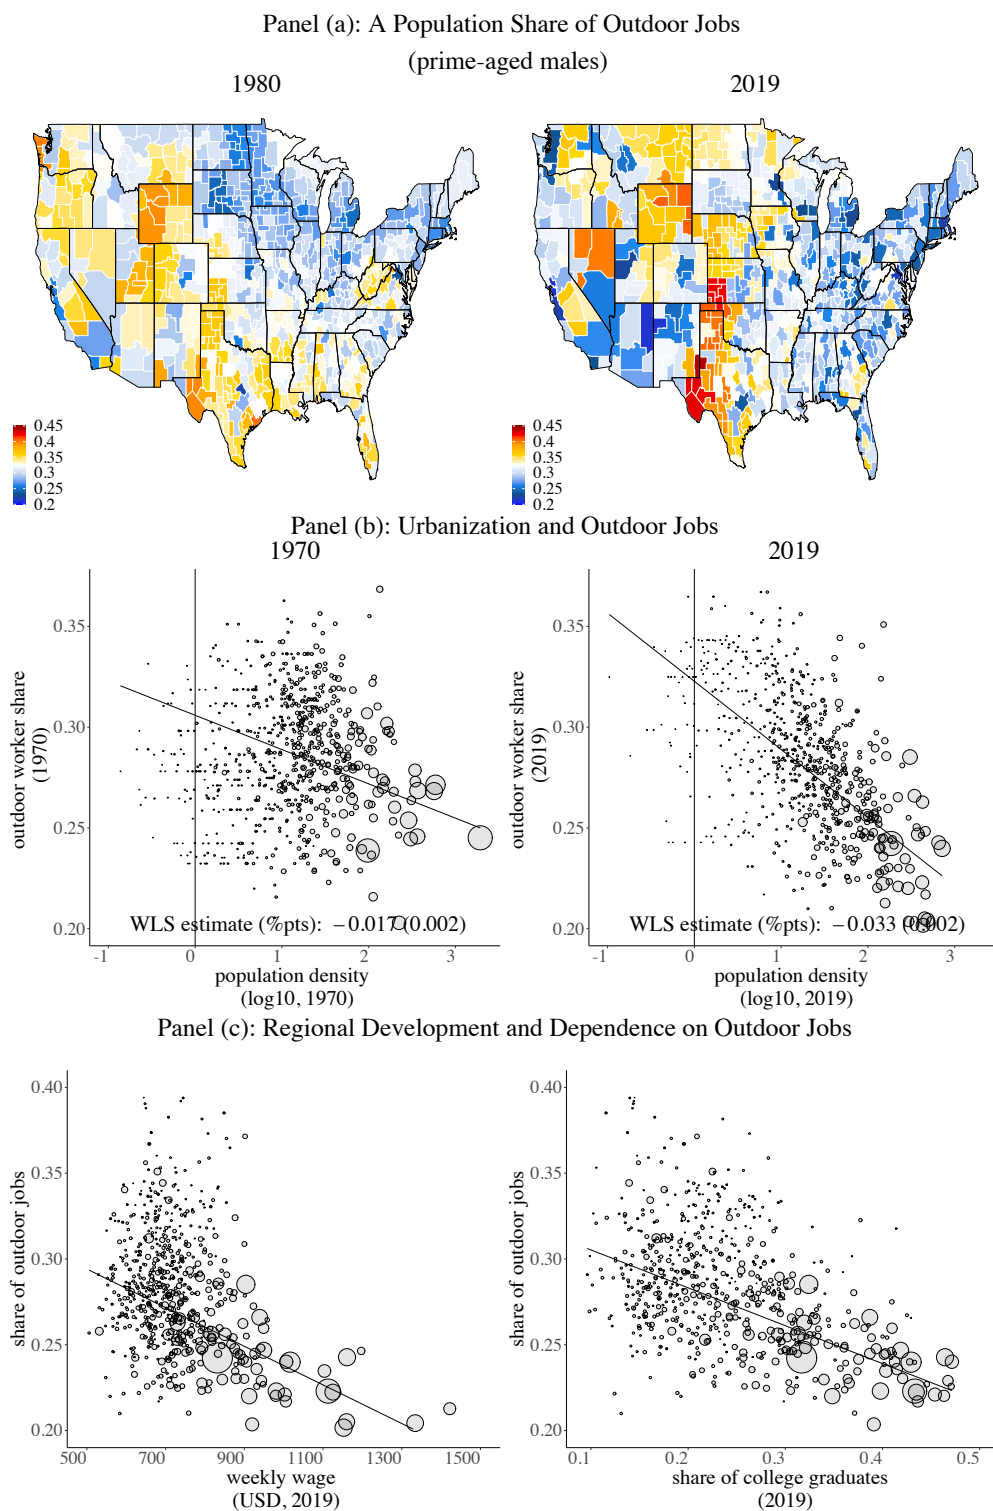 Panel (a): A Population Share of Outdoor Jobs
(prime-aged males)
1980
2019
0.45
0.4
0.35
0.3
0.25
0.2
0.45
0.4
0.35
0.3
0.25
0.2
Panel (b): Urbanization and Outdoor Jobs
1970
2019
outdoor worker share
(1970)
0.35
0.30
0.25
0.20
WLS estimate (%pts): −0.017 (0.002)
-1 0 1 2 3
population density
(log10, 1970)
outdoor worker share
(2019)
0.35
0.30
0.25
0.20
WLS estimate (%pts): −0.033 (0.002)
-1 0 1 2 3
population density
(log10, 2019)
Panel (c): Regional Development and Dependence on Outdoor Jobs
share of outdoor jobs
0.40
0.35
0.30
0.25
0.20
500 700 900 1100 1300 1500
weekly wage
(USD, 2019)
share of outdoor jobs
0.40
0.35
0.30
0.25
0.20
0.1 0.2 0.3 0.4 0.5
share of college graduates
(2019)